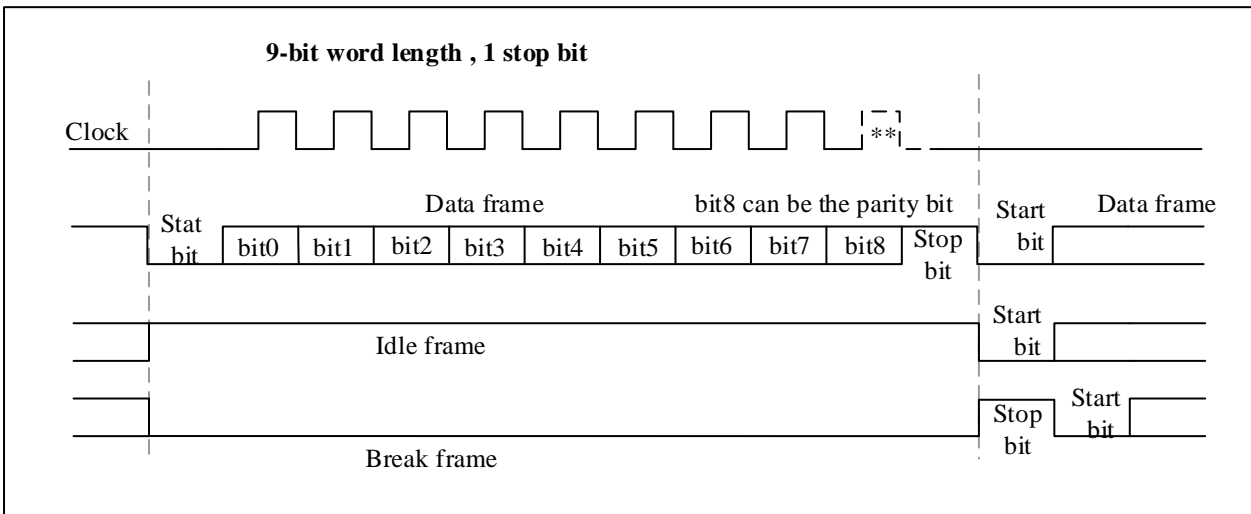 9-bit word length , 1 stop bit
Clock
**
Data frame
bit8 can be the parity bit
Data frame
Stat
bit
bit0
bit1
bit2
bit3
bit4
bit5
bit6
bit7
bit8
Stop
bit
Start
bit
Idle frame
Start
bit
Break frame
Stop
bit
Start
bit